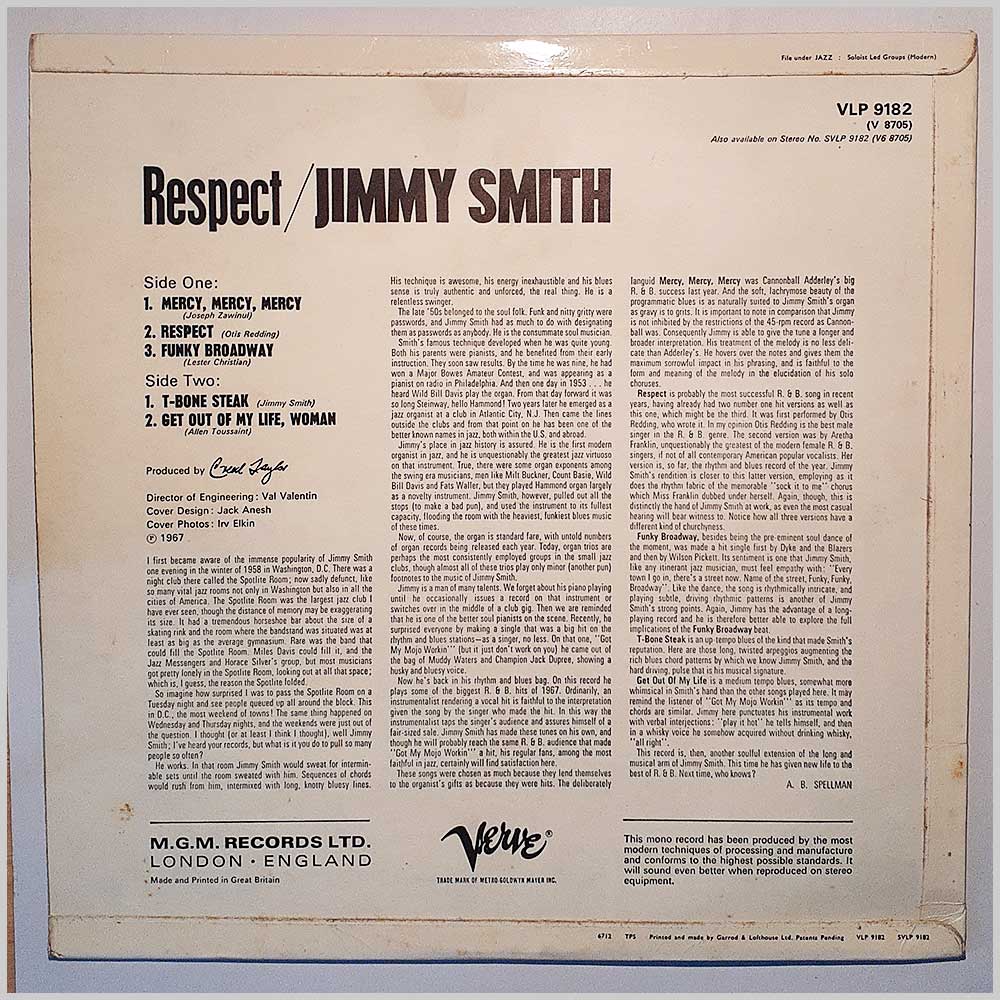 File under JAZZ : Soloist Led Groups (Modern)
VLP 9182
(V 8705)
Also available on Stereo No. SVLP 9182 (V6 8705)
Respect / JIMMY SMITH
Side One:
1. MERCY, MERCY, MERCY
(Joseph Zawinul)
2. RESPECT (Otis Redding)
3. FUNKY BROADWAY
(Lester Christian)
Side Two:
1. T-BONE STEAK (Jimmy Smith)
2. GET OUT OF MY LIFE, WOMAN
(Allen Toussaint)
Produced by Creed Taylor
Director of Engineering: Val Valentin
Cover Design: Jack Anesh
Cover Photos: Irv Elkin
℗ 1967
I first became aware of the immense popularity of Jimmy Smith
one evening in the winter of 1958 in Washington, D.C. There was a
night club there called the Spotlite Room; now sadly defunct, like
so many vital jazz rooms not only in Washington but also in all the
cities of America. The Spotlite Room was the largest jazz club I
have ever seen, though the distance of memory may be exaggerating
its size. It had a tremendous horseshoe bar about the size of a
skating rink and the room where the bandstand was situated was at
least as big as the average gymnasium. Rare was the band that
could fill the Spotlite Room. Miles Davis could fill it, and the
Jazz Messengers and Horace Silver's group, but most musicians
got pretty lonely in the Spotlite Room, looking out at all that space;
which is, I guess, the reason the Spotlite folded.
So imagine how surprised I was to pass the Spotlite Room on a
Tuesday night and see people queued up all around the block. This
in D.C., the most weekend of towns! The same thing happened on
Wednesday and Thursday nights, and the weekends were just out of
the question. I thought (or at least I think I thought), well Jimmy
Smith; I've heard your records, but what is it you do to pull so many
people so often?
He works. In that room Jimmy Smith would sweat for intermin-
able sets until the room sweated with him. Sequences of chords
would rush from him, intermixed with long, knotty bluesy lines.
His technique is awesome, his energy inexhaustible and his blues
sense is truly authentic and unforced, the real thing. He is a
relentless swinger.
The late '50s belonged to the soul folk. Funk and nitty gritty were
passwords, and Jimmy Smith had as much to do with designating
them as passwords as anybody. He is the consummate soul musician.
Smith's famous technique developed when he was quite young.
Both his parents were pianists, and he benefited from their early
instruction. They soon saw results. By the time he was nine, he had
won a Major Bowes Amateur Contest, and was appearing as a
pianist on radio in Philadelphia. And then one day in 1953 . . . he
heard Wild Bill Davis play the organ. From that day forward it was
so long Steinway, hello Hammond! Two years later he emerged as a
jazz organist at a club in Atlantic City, N.J. Then came the lines
outside the clubs and from that point on he has been one of the
better known names in jazz, both within the U.S. and abroad.
Jimmy's place in jazz history is assured. He is the first modern
organist in jazz, and he is unquestionably the greatest jazz virtuoso
on that instrument. True, there were some organ exponents among
the swing era musicians, men like Milt Buckner, Count Basie, Wild
Bill Davis and Fats Waller, but they played Hammond organ largely
as a novelty instrument. Jimmy Smith, however, pulled out all the
stops (to make a bad pun), and used the instrument to its fullest
capacity, flooding the room with the heaviest, funkiest blues music
of these times.
Now, of course, the organ is standard fare, with untold numbers
of organ records being released each year. Today, organ trios are
perhaps the most consistently employed groups in the small jazz
clubs, though almost all of these trios play only minor (another pun)
footnotes to the music of Jimmy Smith.
Jimmy is a man of many talents. We forget about his piano playing
until he occasionally issues a record on that instrument or
switches over in the middle of a club gig. Then we are reminded
that he is one of the better soul pianists on the scene. Recently, he
surprised everyone by making a single that was a big hit on the
rhythm and blues stations—as a singer, no less. On that one, "Got
My Mojo Workin'" (but it just don't work on you) he came out of
the bag of Muddy Waters and Champion Jack Dupree, showing a
husky and bluesy voice.
Now he's back in his rhythm and blues bag. On this record he
plays some of the biggest R. & B. hits of 1967. Ordinarily, an
instrumentalist rendering a vocal hit is faithful to the interpretation
given the song by the singer who made the hit. In this way the
instrumentalist taps the singer's audience and assures himself of a
fair-sized sale. Jimmy Smith has made these tunes on his own, and
though he will probably reach the same R. & B. audience that made
"Got My Mojo Workin'" a hit, his regular fans, among the most
faithful in jazz, certainly will find satisfaction here.
These songs were chosen as much because they lend themselves
to the organist's gifts as because they were hits. The deliberately
languid Mercy, Mercy, Mercy was Cannonball Adderley's big
R. & B. success last year. And the soft, lachrymose beauty of the
programmatic blues is as naturally suited to Jimmy Smith's organ
as gravy is to grits. It is important to note in comparison that Jimmy
is not inhibited by the restrictions of the 45-rpm record as Cannon-
ball was. Consequently Jimmy is able to give the tune a longer and
broader interpretation. His treatment of the melody is no less deli-
cate than Adderley's. He hovers over the notes and gives them the
maximum sorrowful impact in his phrasing, and is faithful to the
form and meaning of the melody in the elucidation of his solo
choruses.
Respect is probably the most successful R. & B. song in recent
years, having already had two number one hit versions as well as
this one, which might be the third. It was first performed by Otis
Redding, who wrote it. In my opinion Otis Redding is the best male
singer in the R. & B. genre. The second version was by Aretha
Franklin, unquestionably the greatest of the modern female R. & B.
singers, if not of all contemporary American popular vocalists. Her
version is, so far, the rhythm and blues record of the year. Jimmy
Smith's rendition is closer to this latter version, employing as it
does the rhythm fabric of the memorable "sock it to me" chorus
which Miss Franklin dubbed under herself. Again, though, this is
distinctly the hand of Jimmy Smith at work, as even the most casual
hearing will bear witness to. Notice how all three versions have a
different kind of churchyness.
Funky Broadway, besides being the pre-eminent soul dance of
the moment, was made a hit single first by Dyke and the Blazers
and then by Wilson Pickett. Its sentiment is one that Jimmy Smith,
like any itinerant jazz musician, must feel empathy with: "Every
town I go in, there's a street now. Name of the street, Funky, Funky,
Broadway". Like the dance, the song is rhythmically intricate, and
playing subtle, driving rhythmic patterns is another of Jimmy
Smith's strong points. Again, Jimmy has the advantage of a long-
playing record and he is therefore better able to explore the full
implications of the Funky Broadway beat.
T-Bone Steak is an up tempo blues of the kind that made Smith's
reputation. Here are those long, twisted arpeggios augmenting the
rich blues chord patterns by which we know Jimmy Smith, and the
hard driving, pulse that is his musical signature.
Get Out Of My Life is a medium tempo blues, somewhat more
whimsical in Smith's hand than the other songs played here. It may
remind the listener of "Got My Mojo Workin'" as its tempo and
chords are similar. Jimmy here punctuates his instrumental work
with verbal interjections: "play it hot" he tells himself, and then
in a whisky voice he somehow acquired without drinking whisky,
"all right".
This record is, then, another soulful extension of the long and
musical arm of Jimmy Smith. This time he has given new life to the
best of R. & B. Next time, who knows?
A. B. SPELLMAN
M.G.M. RECORDS LTD.
LONDON · ENGLAND
Made and Printed in Great Britain
Verve®
TRADE MARK OF METRO-GOLDWYN MAYER INC.
This mono record has been produced by the most
modern techniques of processing and manufacture
and conforms to the highest possible standards. It
will sound even better when reproduced on stereo
equipment.
6712 TPS Printed and made by Garrod & Lofthouse Ltd. Patents Pending VLP 9182 SVLP 9182